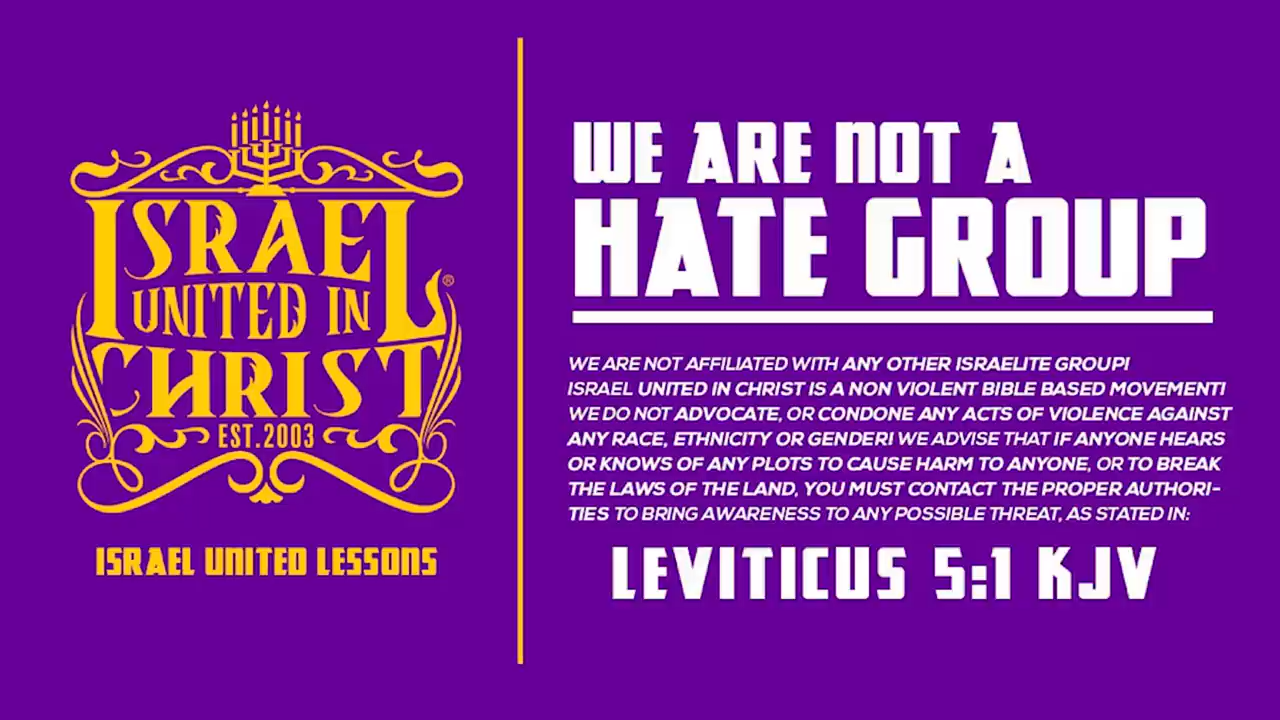 ISRAEL
UNITED IN
CHRIST
®
EST.2003
ISRAEL UNITED LESSONS
WE ARE NOT A
HATE GROUP
WE ARE NOT AFFILIATED WITH ANY OTHER ISRAELITE GROUP!
ISRAEL UNITED IN CHRIST IS A NON VIOLENT BIBLE BASED MOVEMENT!
WE DO NOT ADVOCATE, OR CONDONE ANY ACTS OF VIOLENCE AGAINST
ANY RACE, ETHNICITY OR GENDER! WE ADVISE THAT IF ANYONE HEARS
OR KNOWS OF ANY PLOTS TO CAUSE HARM TO ANYONE, OR TO BREAK
THE LAWS OF THE LAND, YOU MUST CONTACT THE PROPER AUTHORI-
TIES TO BRING AWARENESS TO ANY POSSIBLE THREAT, AS STATED IN:
LEVITICUS 5:1 KJV